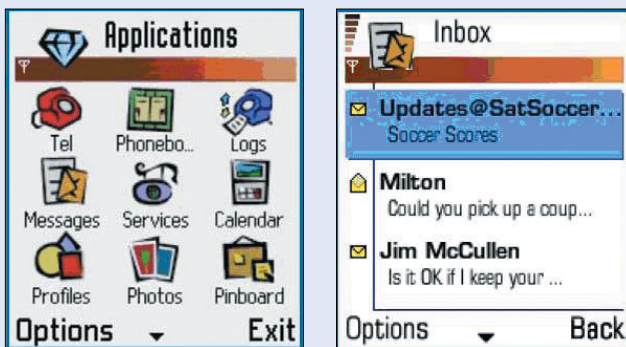 Applications
Tel Phonebo... Logs
Messages Services Calendar
Profiles Photos Pinboard
Options Exit
Inbox
Updates@SatSoccer...
Soccer Scores
Milton
Could you pick up a coup...
Jim McCullen
Is it OK if I keep your ...
Options Back